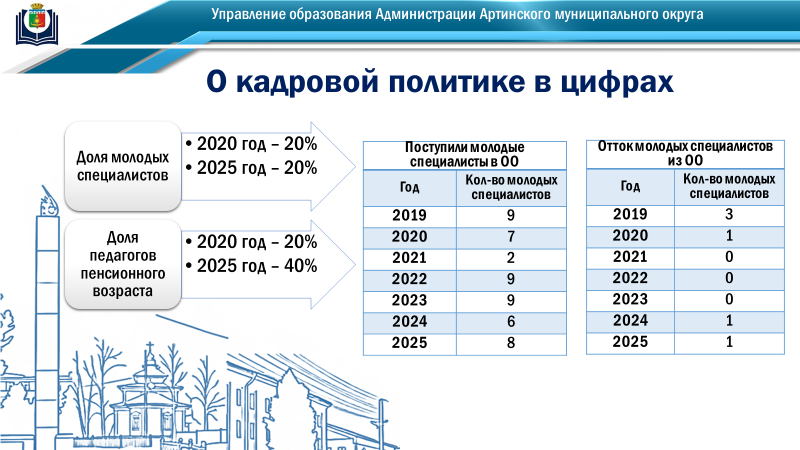 Управление образования Администрации Артинского муниципального округа
О кадровой политике в цифрах
Доля молодых
специалистов
• 2020 год – 20%
• 2025 год – 20%
Доля
педагогов
пенсионного
возраста
• 2020 год – 20%
• 2025 год – 40%
Поступили молодые
специалисты в ОО
Год
Кол-во молодых
специалистов
2019 9
2020 7
2021 2
2022 9
2023 9
2024 6
2025 8
Отток молодых специалистов
из ОО
Год
Кол-во молодых
специалистов
2019 3
2020 1
2021 0
2022 0
2023 0
2024 1
2025 1